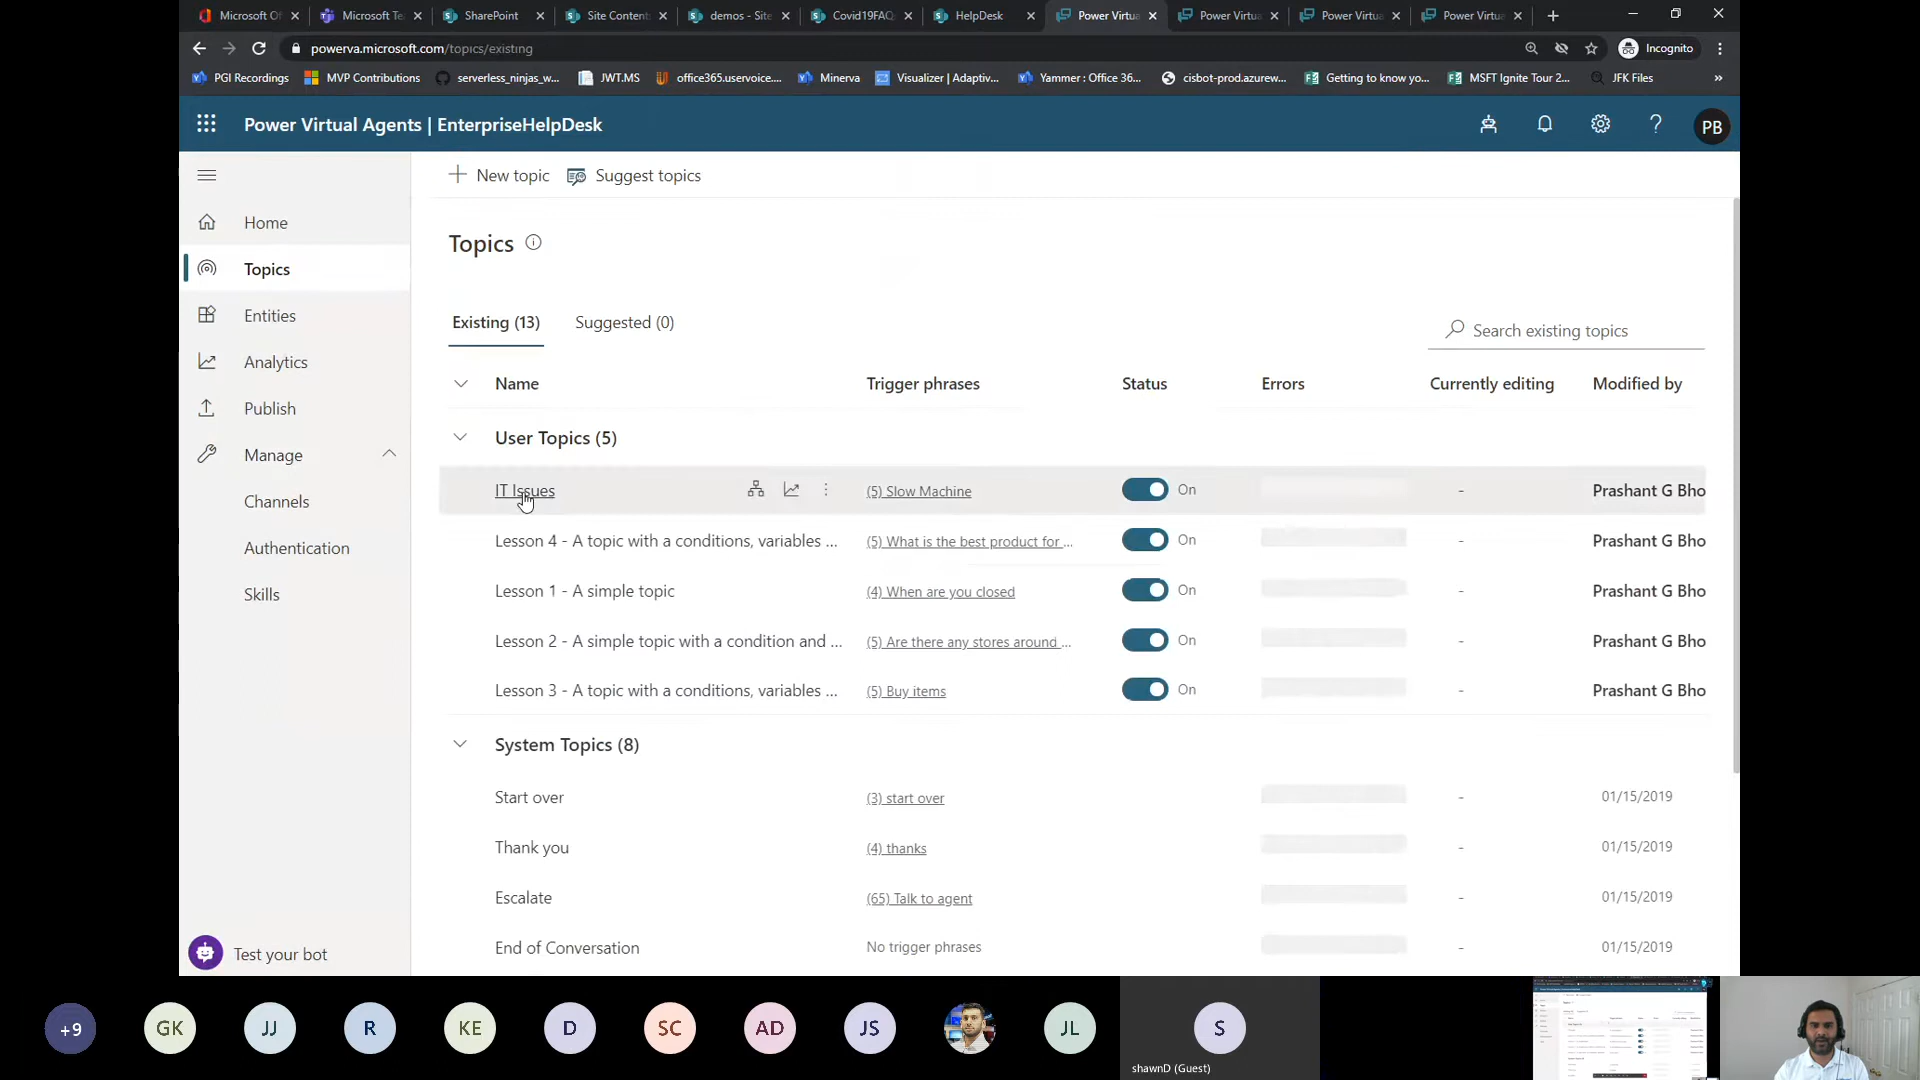 Microsoft Of
Microsoft Te
SharePoint
Site Content
demos - Site
Covid19FAQ
HelpDesk
Power Virtu
Power Virtu
Power Virtu
Power Virtu
powerva.microsoft.com/topics/existing
Incognito
PGI Recordings
MVP Contributions
serverless_ninjas_w...
JWT.MS
office365.uservoice....
Minerva
Visualizer | Adaptiv...
Yammer : Office 36...
cisbot-prod.azurew...
Getting to know yo...
MSFT Ignite Tour 2...
JFK Files
»
Power Virtual Agents | EnterpriseHelpDesk
?
PB
New topic
Suggest topics
Home
Topics
Entities
Analytics
Publish
Manage
Channels
Authentication
Skills
Test your bot
Topics
Existing (13)
Suggested (0)
Search existing topics
Name
Trigger phrases
Status
Errors
Currently editing
Modified by
User Topics (5)
IT Issues
(5) Slow Machine
On
-
Prashant G Bho
Lesson 4 - A topic with a conditions, variables ...
(5) What is the best product for ...
On
-
Prashant G Bho
Lesson 1 - A simple topic
(4) When are you closed
On
-
Prashant G Bho
Lesson 2 - A simple topic with a condition and ...
(5) Are there any stores around ...
On
-
Prashant G Bho
Lesson 3 - A topic with a conditions, variables ...
(5) Buy items
On
-
Prashant G Bho
System Topics (8)
Start over
(3) start over
-
01/15/2019
Thank you
(4) thanks
-
01/15/2019
Escalate
(65) Talk to agent
-
01/15/2019
End of Conversation
No trigger phrases
-
01/15/2019
+9
GK
JJ
R
KE
D
SC
AD
JS
JL
S
shawnD (Guest)